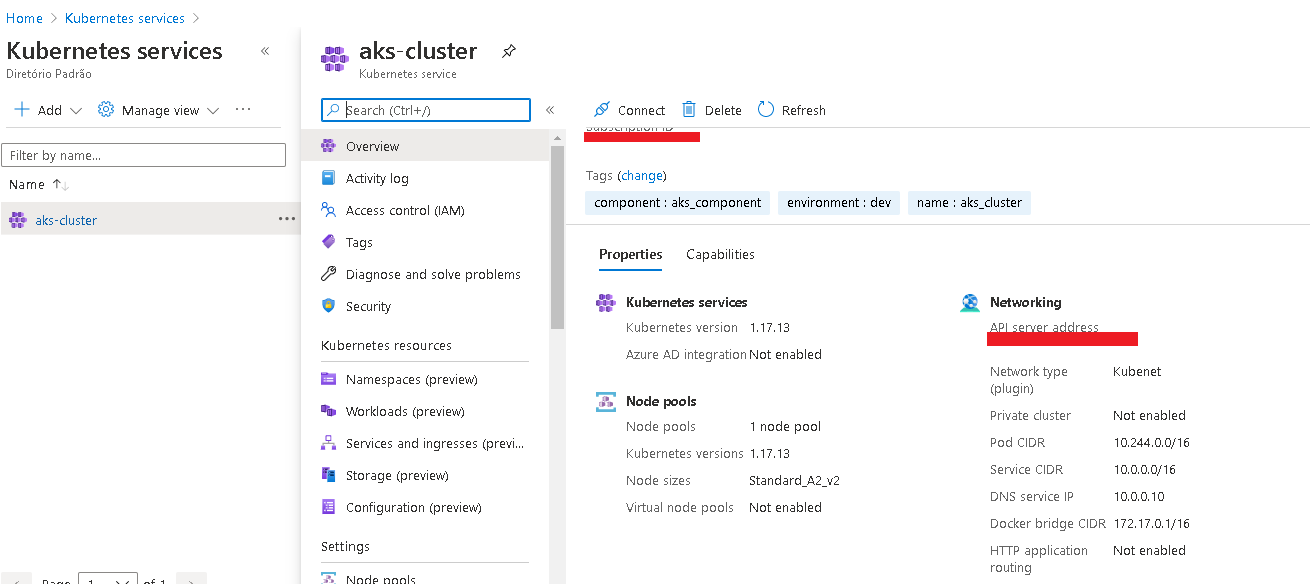 Home > Kubernetes services >
Kubernetes services «
Diretório Padrão
+ Add Manage view ...
Filter by name...
Name ↑↓
aks-cluster ...
Page 1 of 1
aks-cluster
Kubernetes service
Search (Ctrl+/) «
Overview
Activity log
Access control (IAM)
Tags
Diagnose and solve problems
Security
Kubernetes resources
Namespaces (preview)
Workloads (preview)
Services and ingresses (previ...
Storage (preview)
Configuration (preview)
Settings
Node pools
Connect Delete Refresh
Subscription ID
Tags (change)
component : aks_component environment : dev name : aks_cluster
Properties Capabilities
Kubernetes services
Kubernetes version 1.17.13
Azure AD integration Not enabled
Node pools
Node pools 1 node pool
Kubernetes versions 1.17.13
Node sizes Standard_A2_v2
Virtual node pools Not enabled
Networking
API server address
Network type Kubenet
(plugin)
Private cluster Not enabled
Pod CIDR 10.244.0.0/16
Service CIDR 10.0.0.0/16
DNS service IP 10.0.0.10
Docker bridge CIDR 172.17.0.1/16
HTTP application Not enabled
routing